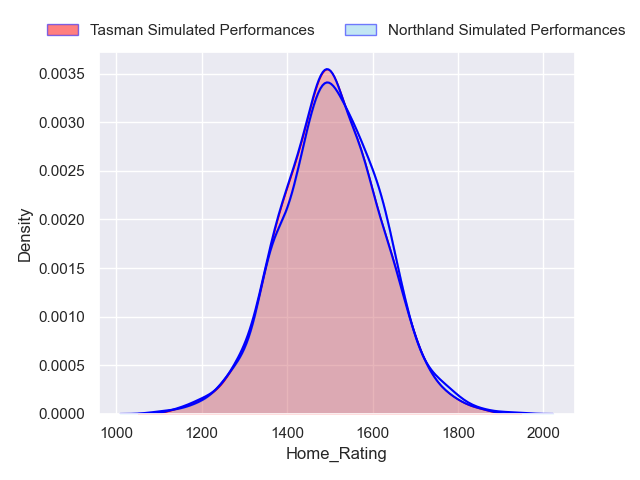 Tasman Simulated Performances Northland Simulated Performances
0.0035
0.0030
0.0025
0.0020
0.0015
0.0010
0.0005
0.0000
Density
1000 1200 1400 1600 1800 2000
Home_Rating